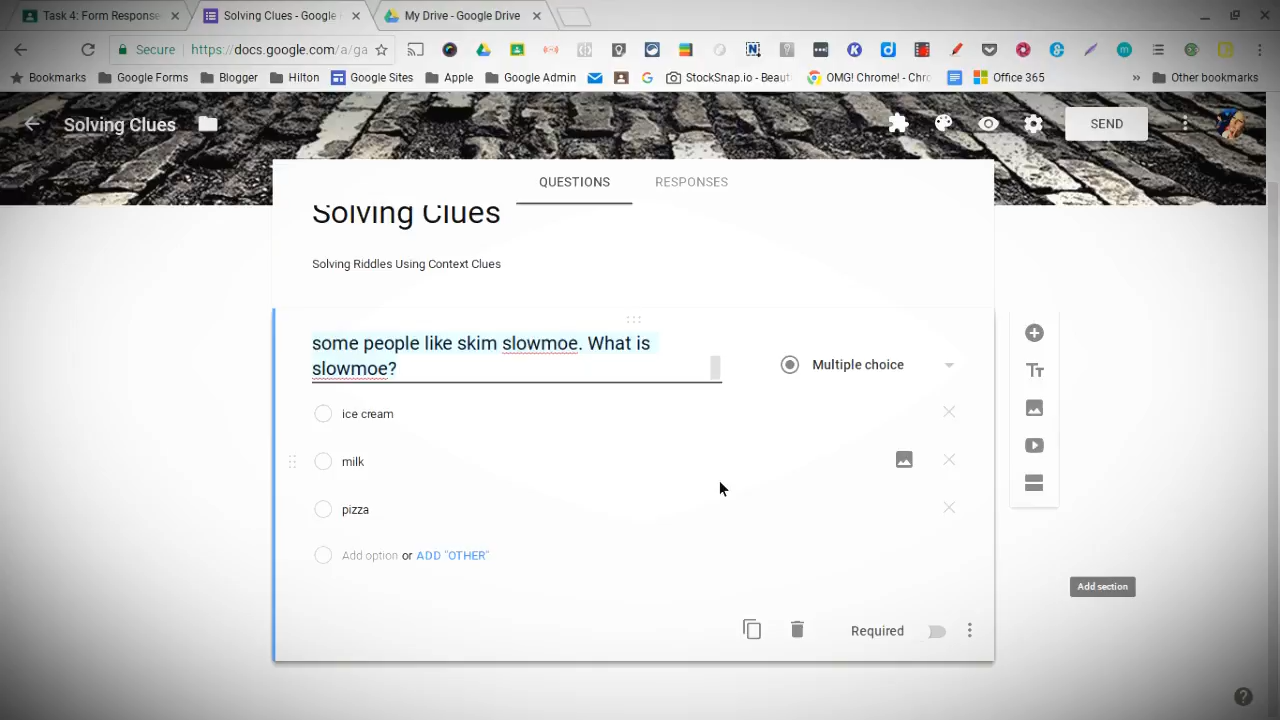 Task 4: Form Response
Solving Clues - Google
My Drive - Google Drive
Secure
https://docs.google.com/a/ga
Bookmarks
Google Forms
Blogger
Hilton
Google Sites
Apple
Google Admin
StockSnap.io - Beaut
OMG! Chrome! - Chro
Office 365
Other bookmarks
Solving Clues
SEND
QUESTIONS
RESPONSES
Solving Clues
Solving Riddles Using Context Clues
some people like skim slowmoe. What is
slowmoe?
Multiple choice
ice cream
milk
pizza
Add option or ADD "OTHER"
Add section
Required